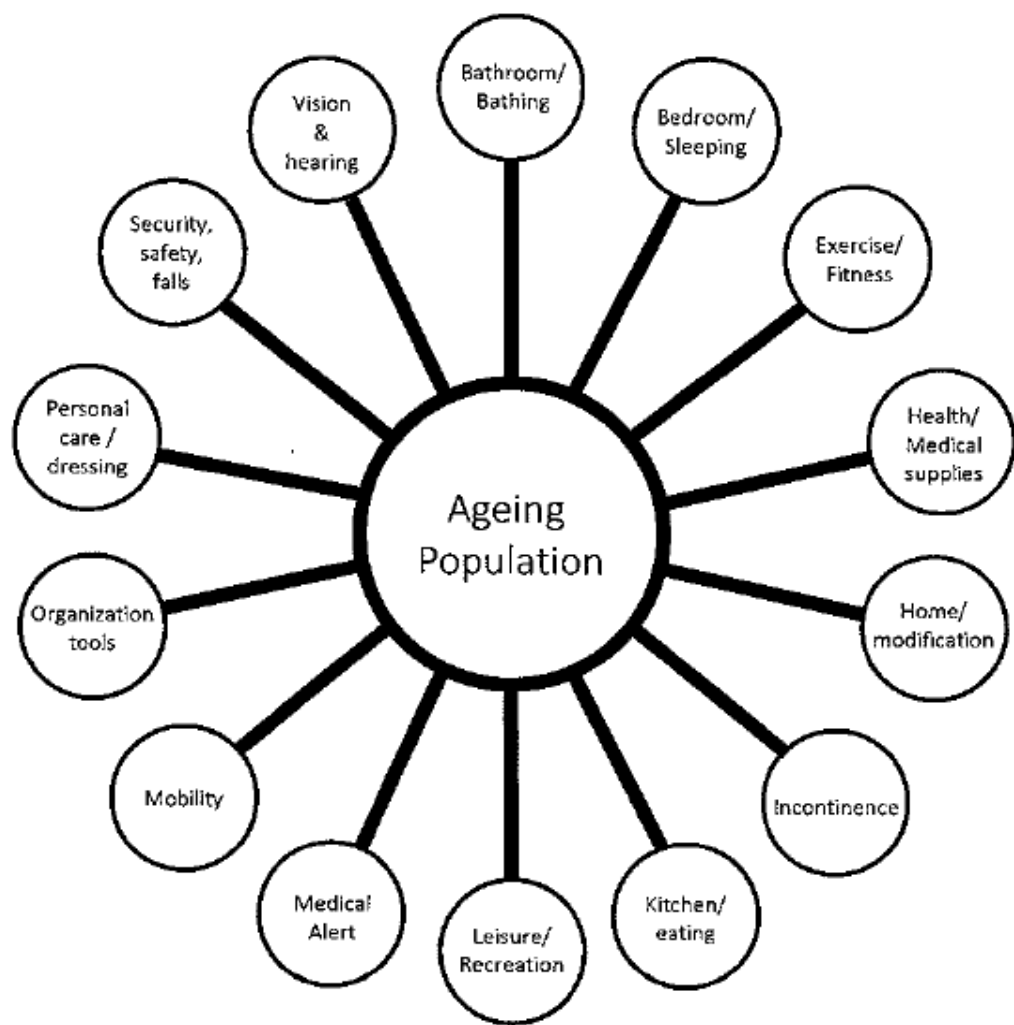 Bathroom/
Bathing
Bedroom/
Sleeping
Exercise/
Fitness
Health/
Medical
supplies
Home/
modification
Incontinence
Kitchen/
eating
Leisure/
Recreation
Medical
Alert
Mobility
Organization
tools
Personal
care /
dressing
Security,
safety,
falls
Vision
&
hearing
Ageing
Population